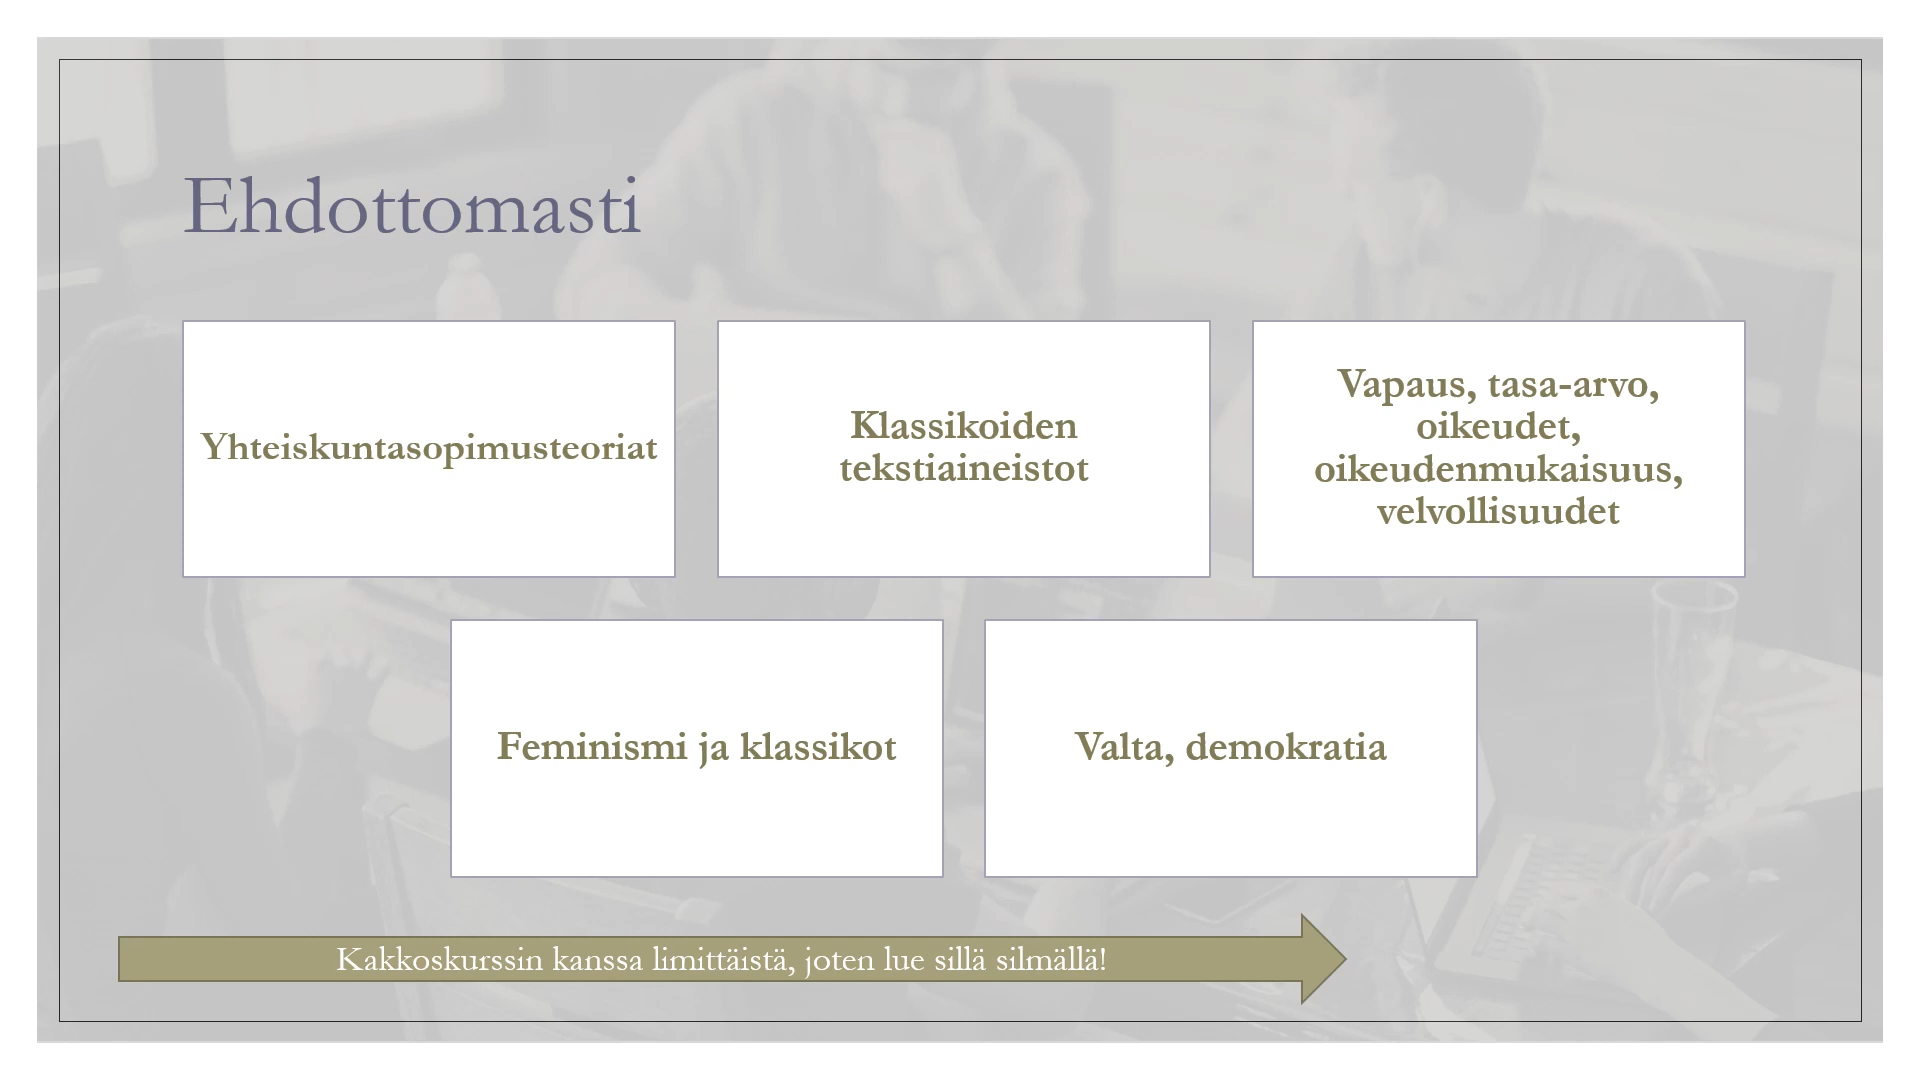 Ehdottomasti
Yhteiskuntasopimusteoriat
Klassikoiden
tekstiaineistot
Vapaus, tasa-arvo,
oikeudet,
oikeudenmukaisuus,
velvollisuudet
Feminismi ja klassikot
Valta, demokratia
Kakkoskurssin kanssa limittäistä, joten lue sillä silmällä!